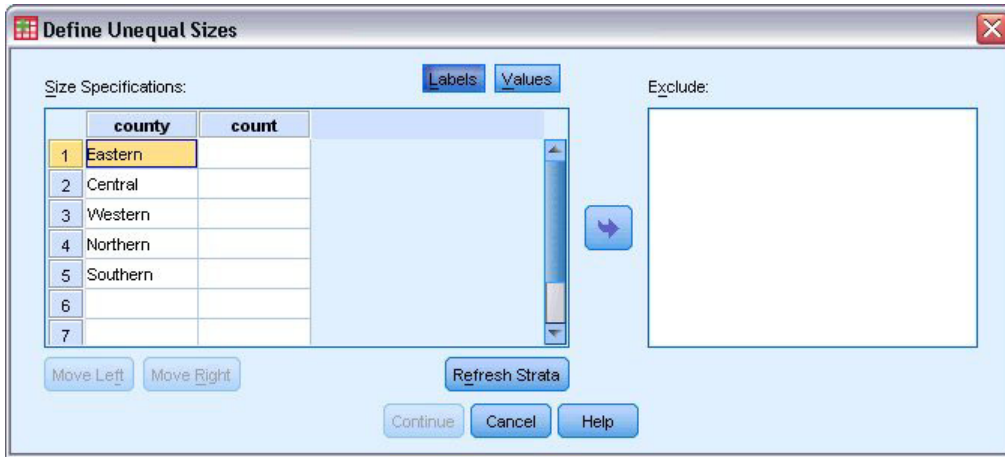 Define Unequal Sizes
Size Specifications:
Labels
Values
Exclude:
county count
1 Eastern
2 Central
3 Western
4 Northern
5 Southern
6
7
Move Left
Move Right
Refresh Strata
Continue
Cancel
Help